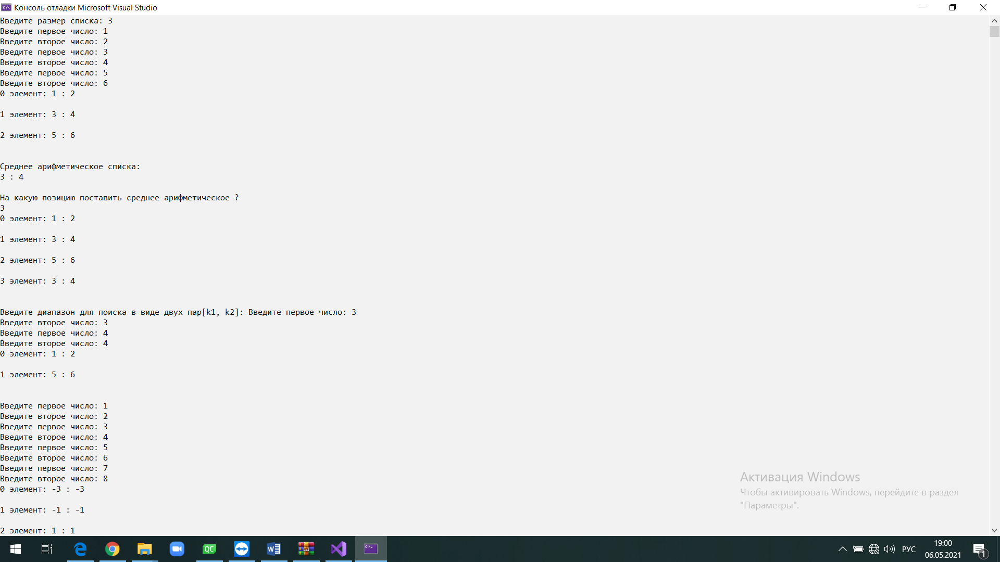 Консоль отладки Microsoft Visual Studio
Введите размер списка: 3
Введите первое число: 1
Введите второе число: 2
Введите первое число: 3
Введите второе число: 4
Введите первое число: 5
Введите второе число: 6
0 элемент: 1 : 2
1 элемент: 3 : 4
2 элемент: 5 : 6
Среднее арифметическое списка:
3 : 4
На какую позицию поставить среднее арифметическое ?
3
0 элемент: 1 : 2
1 элемент: 3 : 4
2 элемент: 5 : 6
3 элемент: 3 : 4
Введите диапазон для поиска в виде двух пар[k1, k2]: Введите первое число: 3
Введите второе число: 3
Введите первое число: 4
Введите второе число: 4
0 элемент: 1 : 2
1 элемент: 5 : 6
Введите первое число: 1
Введите второе число: 2
Введите первое число: 3
Введите второе число: 4
Введите первое число: 5
Введите второе число: 6
Введите первое число: 7
Введите второе число: 8
0 элемент: -3 : -3
1 элемент: -1 : -1
2 элемент: 1 : 1
Активация Windows
Чтобы активировать Windows, перейдите в раздел
"Параметры".
QC
РУС
19:00
06.05.2021
1